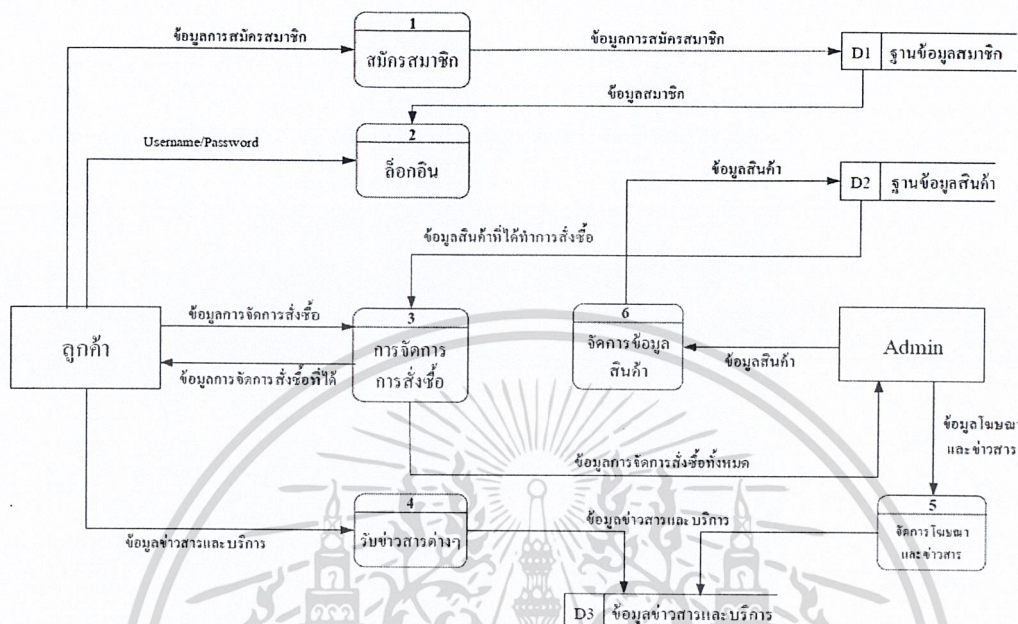 1
ข้อมูลการสมัครสมาชิก
สมัครสมาชิก
ข้อมูลการสมัครสมาชิก
D1 ฐานข้อมูลสมาชิก
ข้อมูลสมาชิก
Username/Password
2
ล็อกอิน
ข้อมูลสินค้า
D2 ฐานข้อมูลสินค้า
ข้อมูลสินค้าที่ได้ทำการสั่งซื้อ
ลูกค้า
ข้อมูลการจัดการสั่งซื้อ
ข้อมูลการจัดการสั่งซื้อที่ได้
3
การจัดการ
การสั่งซื้อ
6
จัดการข้อมูล
สินค้า
ข้อมูลสินค้า
Admin
ข้อมูลโฆษณา
และข่าวสาร
ข้อมูลการจัดการสั่งซื้อทั้งหมด
ข้อมูลข่าวสารและบริการ
4
รับข่าวสารต่างๆ
ข้อมูลข่าวสารและบริการ
5
จัดการโฆษณา
และข่าวสาร
D3 ข้อมูลข่าวสารและบริการ